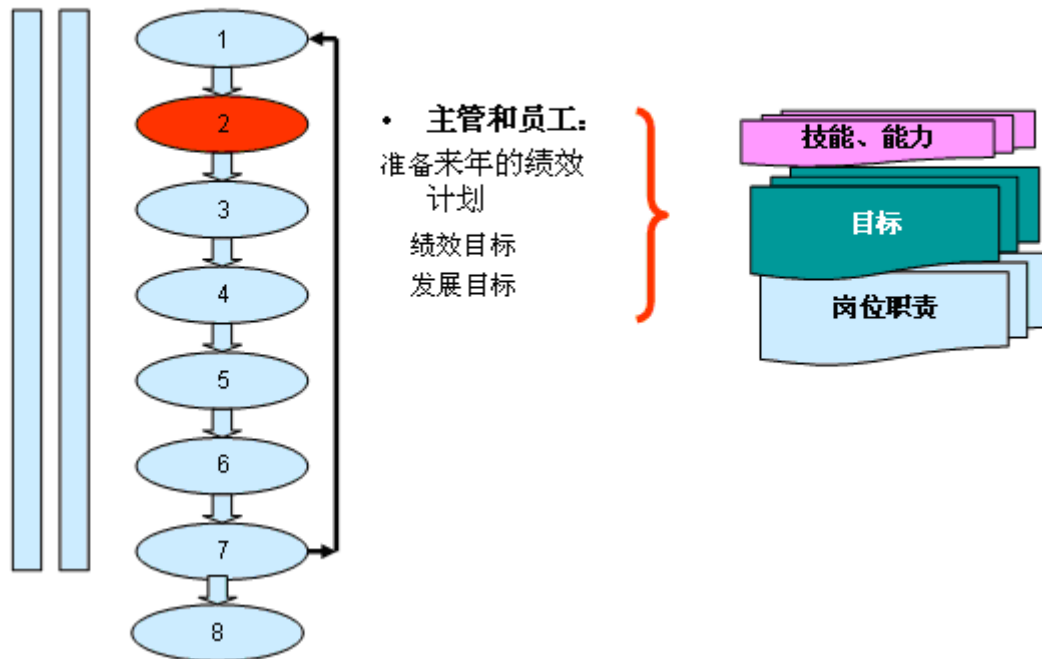 1
2
3
4
5
6
7
8
• 主管和员工：
准备来年的绩效
计划
绩效目标
发展目标
技能、能力
目标
岗位职责